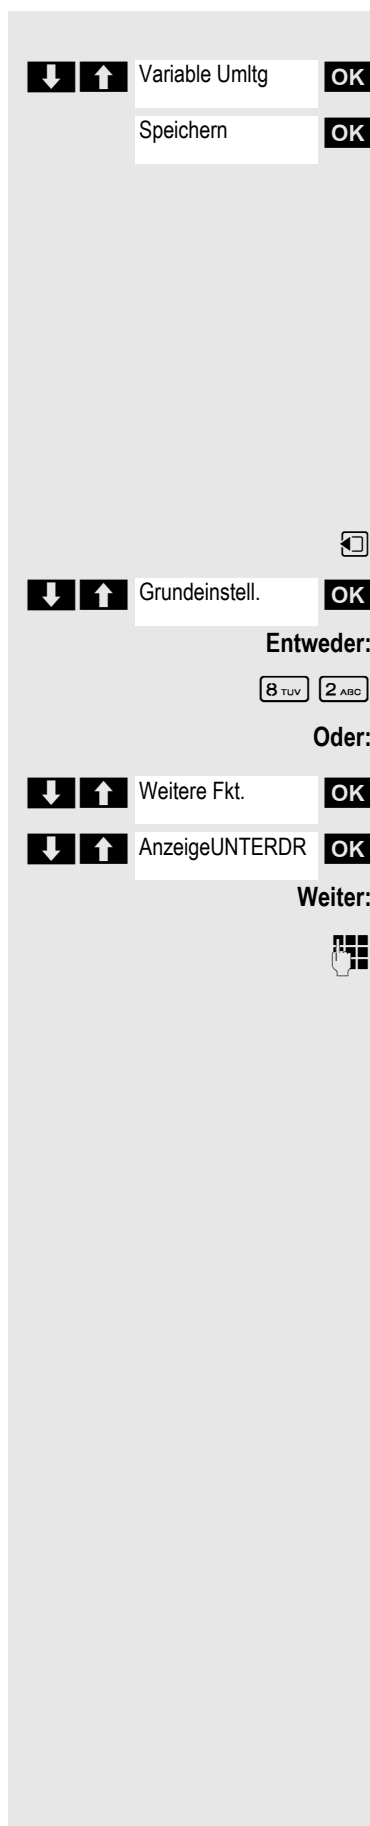 Variable Umltg OK
Speichern OK
Grundeinstell. OK
Entweder:
8 TUV 2 ABC
Oder:
Weitere Fkt. OK
AnzeigeUNTERDR OK
Weiter: